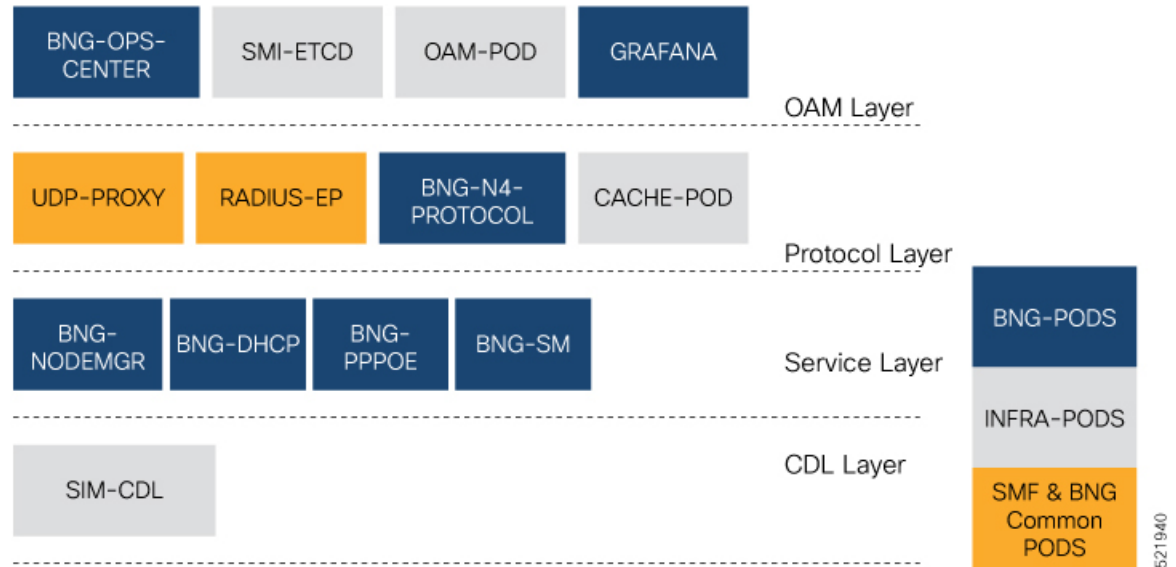 BNG-OPS-
CENTER
SMI-ETCD
OAM-POD
GRAFANA
OAM Layer
UDP-PROXY
RADIUS-EP
BNG-N4-
PROTOCOL
CACHE-POD
Protocol Layer
BNG-
NODEMGR
BNG-DHCP
BNG-
PPPOE
BNG-SM
Service Layer
SIM-CDL
CDL Layer
BNG-PODS
INFRA-PODS
SMF & BNG
Common
PODS
521940